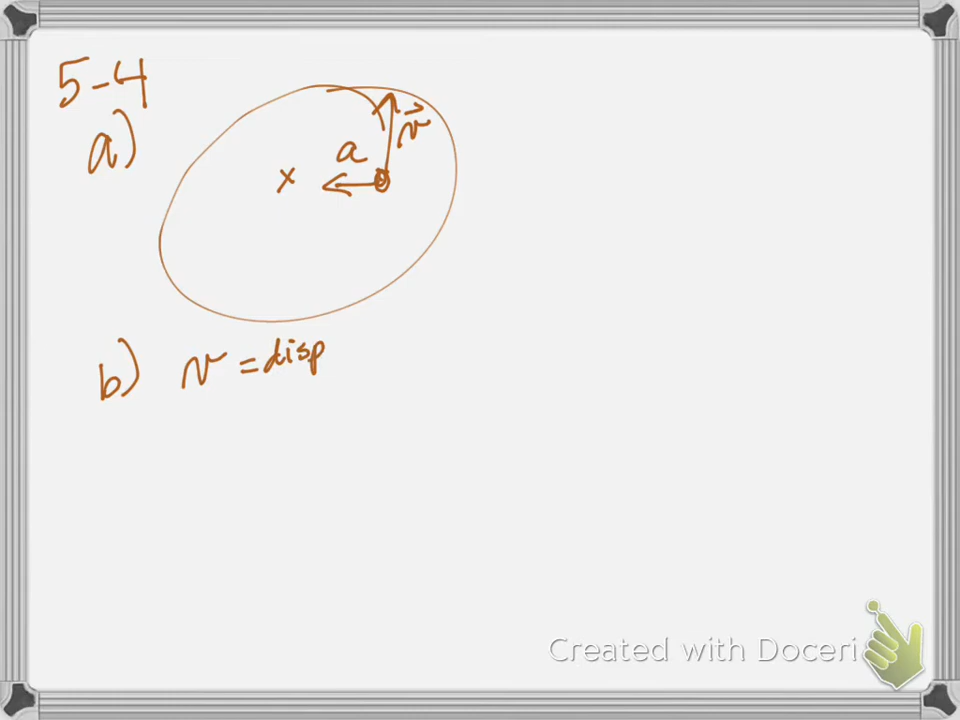 5-4
a)
x a v⃗
b) v = disp
Created with Doceri